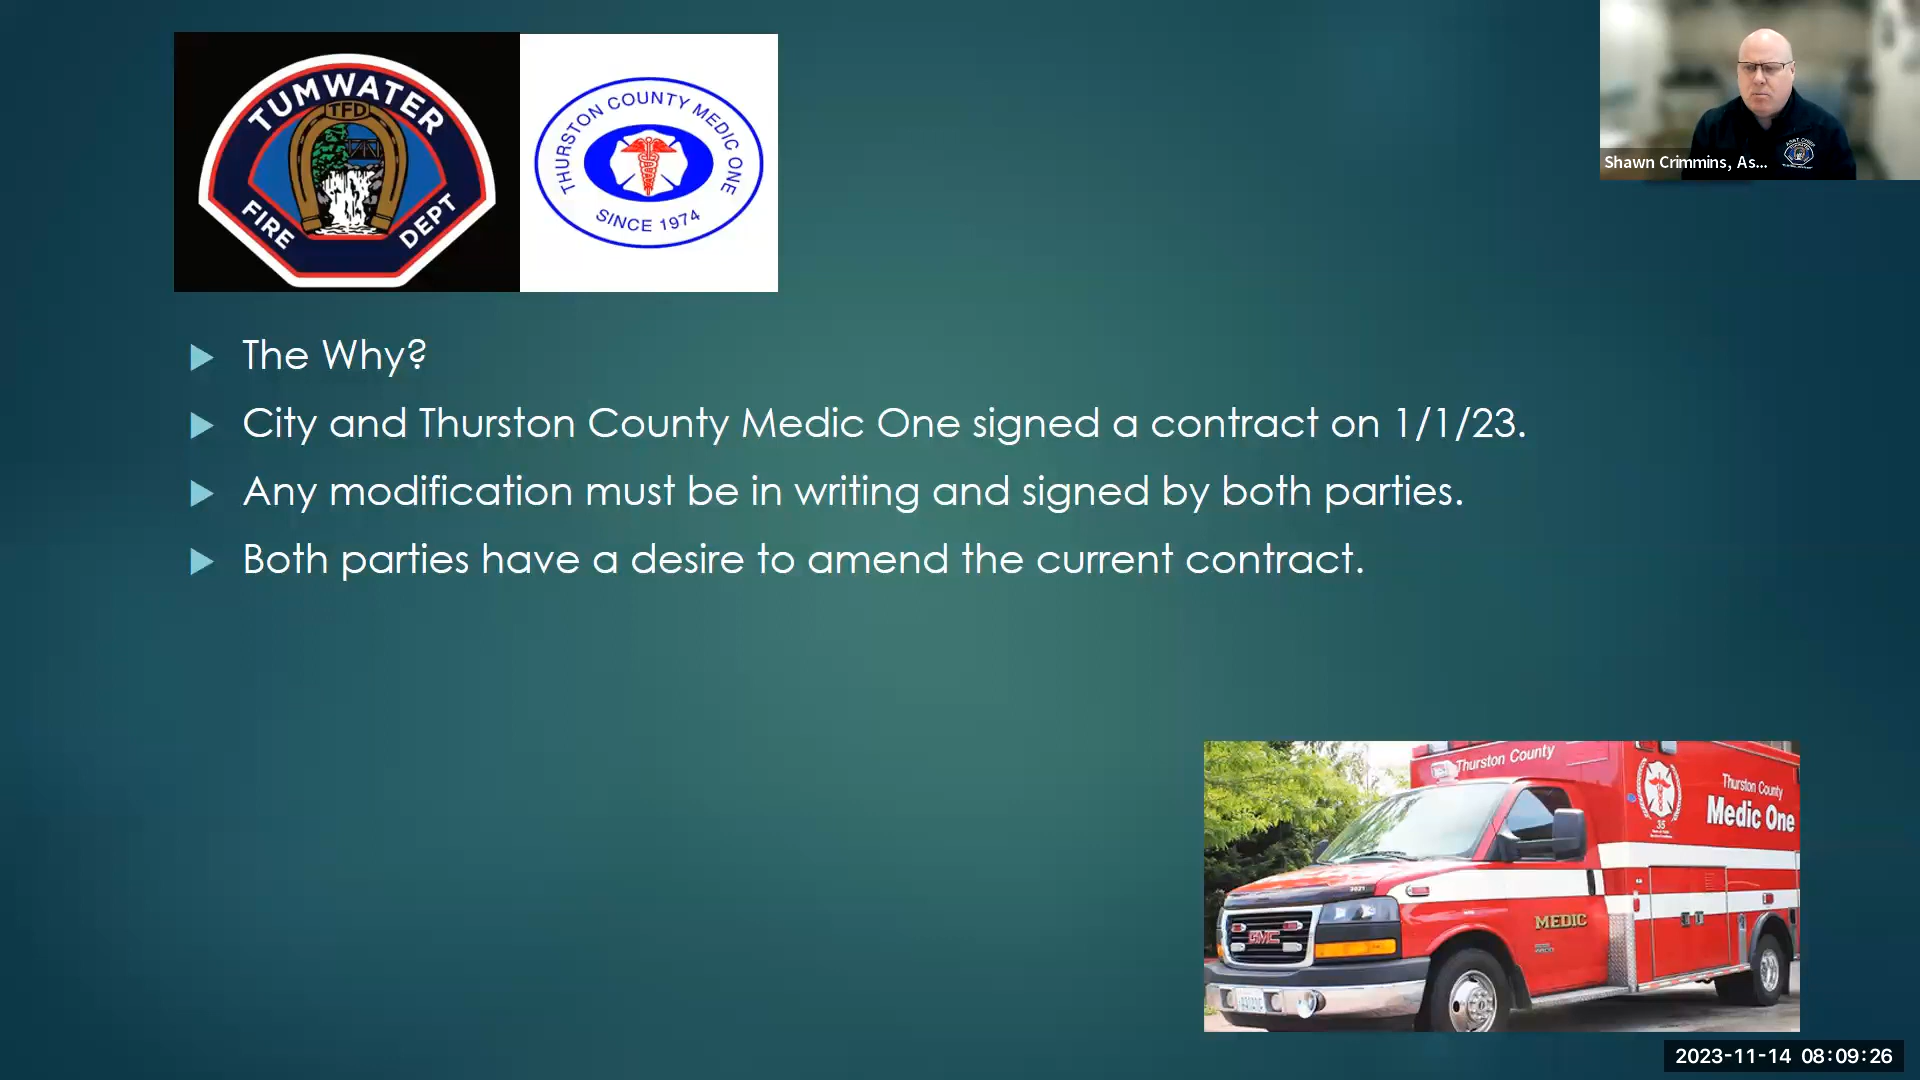 TUMWATER
TFD
FIRE DEPT
THURSTON COUNTY MEDIC ONE
SINCE 1974
Shawn Crimmins, As...
The Why?
City and Thurston County Medic One signed a contract on 1/1/23.
Any modification must be in writing and signed by both parties.
Both parties have a desire to amend the current contract.
Thurston County
Thurston County
Medic One
35
MEDIC
GMC
2023-11-14 08:09:26